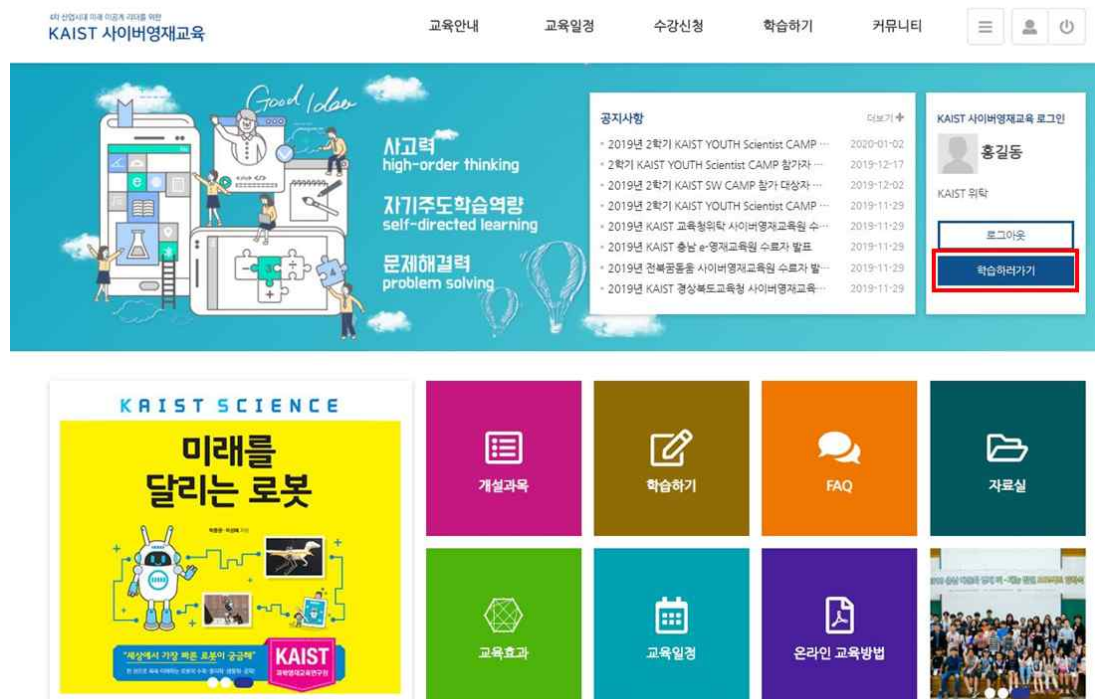 4차 산업시대 미래 이공계 리더를 위한
KAIST 사이버영재교육
교육안내
교육일정
수강신청
학습하기
커뮤니티
Good Idea
사고력
high-order thinking
자기주도학습역량
self-directed learning
문제해결력
problem solving
공지사항
더보기
2019년 2학기 KAIST YOUTH Scientist CAMP ··· 2020-01-02
2학기 KAIST YOUTH Scientist CAMP 참가자 ··· 2019-12-17
2019년 2학기 KAIST SW CAMP 참가 대상자 ··· 2019-12-02
2019년 2학기 KAIST YOUTH Scientist CAMP ··· 2019-11-29
2019년 KAIST 교육청위탁 사이버영재교육원 수··· 2019-11-29
2019년 KAIST 충남 e-영재교육원 수료자 발표 2019-11-29
2019년 전북꿈돋움 사이버영재교육원 수료자 발··· 2019-11-29
2019년 KAIST 경상북도교육청 사이버영재교육··· 2019-11-29
KAIST 사이버영재교육 로그인
홍길동
KAIST 위탁
로그아웃
학습하러가기
KAIST SCIENCE
미래를
달리는 로봇
"세상에서 가장 빠른 로봇이 궁금해"
KAIST
과학영재교육연구원
개설과목
학습하기
FAQ
자료실
교육효과
교육일정
온라인 교육방법